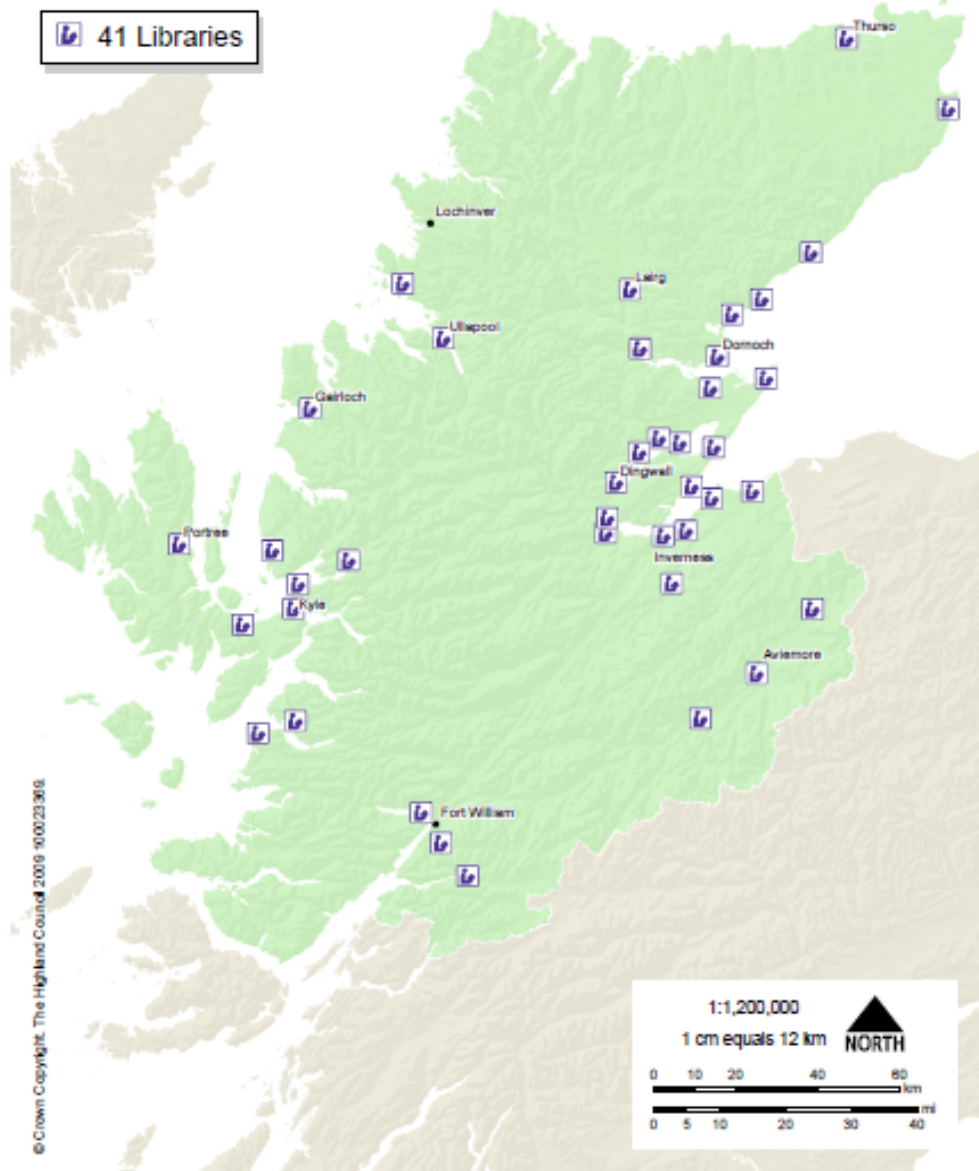 41 Libraries
Thurso
Lochinver
Lairg
Ullapool
Dornoch
Gairloch
Dingwall
Portree
Inverness
Kyle
Aviemore
Fort William
© Crown Copyright. The Highland Council 2009 100023369.
1:1,200,000
1 cm equals 12 km
NORTH
0 10 20 40 60
km
mi
0 5 10 20 30 40